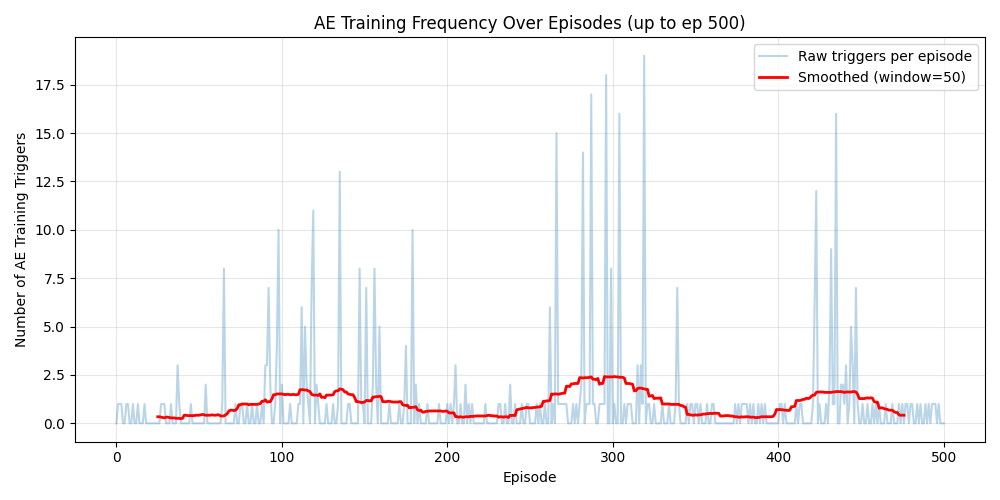 AE Training Frequency Over Episodes (up to ep 500)
Raw triggers per episode
Smoothed (window=50)
Number of AE Training Triggers
17.5
15.0
12.5
10.0
7.5
5.0
2.5
0.0
0 100 200 300 400 500
Episode